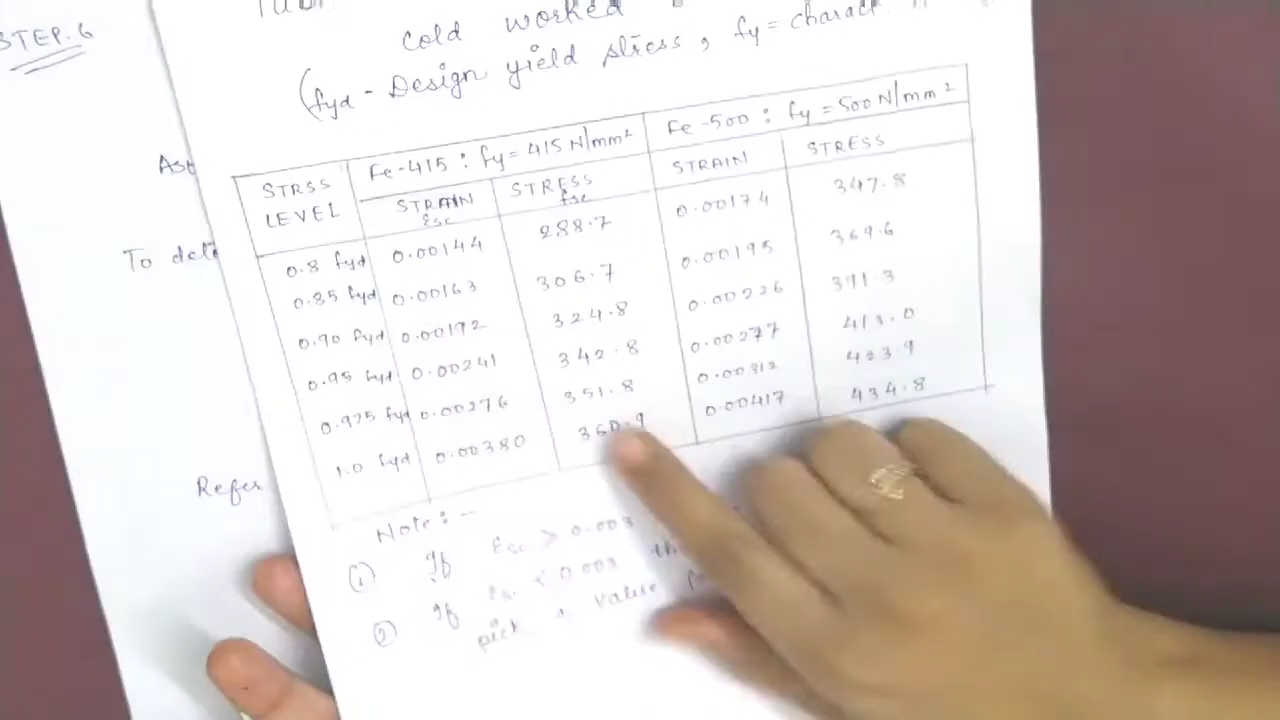 STEP.6
cold worked
(fyd - Design yield stress, fy = charact
Ast
To dete
Refer
STRSS LEVEL | Fe-415 : fy = 415 N/mm² | Fe-500 : fy = 500 N/mm²
STRAIN Esc | STRESS fsc | STRAIN | STRESS
0.8 fyd | 0.00144 | 288.7 | 0.00174 | 347.8
0.85 fyd | 0.00163 | 306.7 | 0.00195 | 369.6
0.90 fyd | 0.00192 | 324.8 | 0.00226 | 391.3
0.95 fyd | 0.00241 | 342.8 | 0.00277 | 413.0
0.975 fyd | 0.00276 | 351.8 | 0.00312 | 423.9
1.0 fyd | 0.00380 | 360.9 | 0.00417 | 434.8
Note:--
① If Esc > 0.003
② If Esc < 0.003 th
pick value f